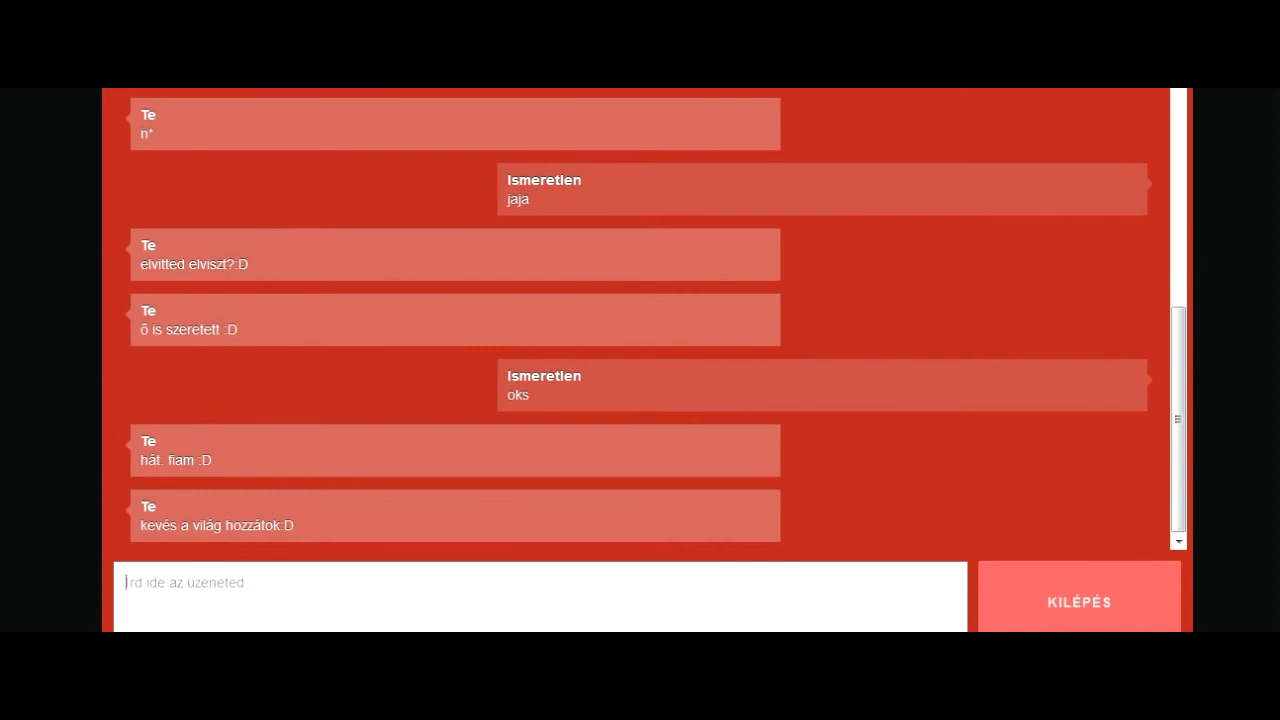 Te
n*
Ismeretlen
jaja
Te
elvitted elviszt?:D
Te
õ is szeretett :D
Ismeretlen
oks
Te
hát. fiam :D
Te
kevés a világ hozzátok:D
Írd ide az üzeneted
KILÉPÉS